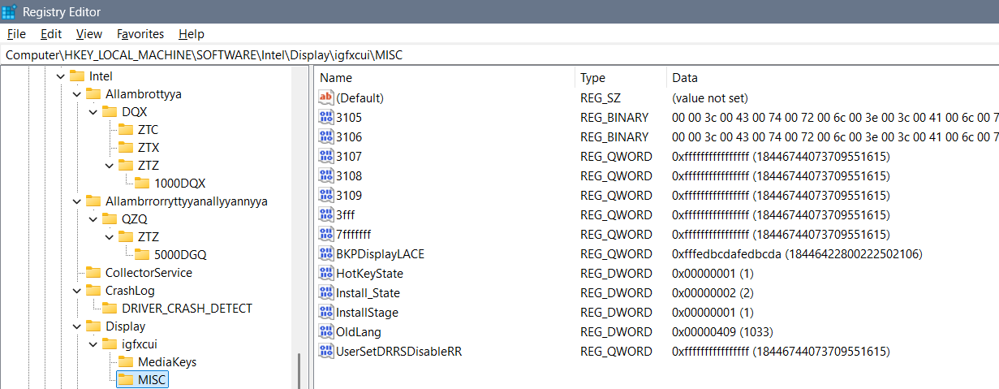 Registry Editor
File Edit View Favorites Help
Computer\HKEY_LOCAL_MACHINE\SOFTWARE\Intel\Display\igfxcui\MISC
Intel
Allambrottyya
DQX
ZTC
ZTX
ZTZ
1000DQX
Allambrrorryttyyanallyyannyya
QZQ
ZTZ
5000DGQ
CollectorService
CrashLog
DRIVER_CRASH_DETECT
Display
igfxcui
MediaKeys
MISC
Name Type Data
(Default) REG_SZ (value not set)
3105 REG_BINARY 00 00 3c 00 43 00 74 00 72 00 6c 00 3e 00 3c 00 41 00 6c 00 7
3106 REG_BINARY 00 00 3c 00 43 00 74 00 72 00 6c 00 3e 00 3c 00 41 00 6c 00 7
3107 REG_QWORD 0xffffffffffffffff (18446744073709551615)
3108 REG_QWORD 0xffffffffffffffff (18446744073709551615)
3109 REG_QWORD 0xffffffffffffffff (18446744073709551615)
3fff REG_QWORD 0xffffffffffffffff (18446744073709551615)
7fffffff REG_QWORD 0xffffffffffffffff (18446744073709551615)
BKPDisplayLACE REG_QWORD 0xfffedbcdafedbcda (18446422800222502106)
HotKeyState REG_DWORD 0x00000001 (1)
Install_State REG_DWORD 0x00000002 (2)
InstallStage REG_DWORD 0x00000001 (1)
OldLang REG_DWORD 0x00000409 (1033)
UserSetDRRSDisableRR REG_QWORD 0xffffffffffffffff (18446744073709551615)